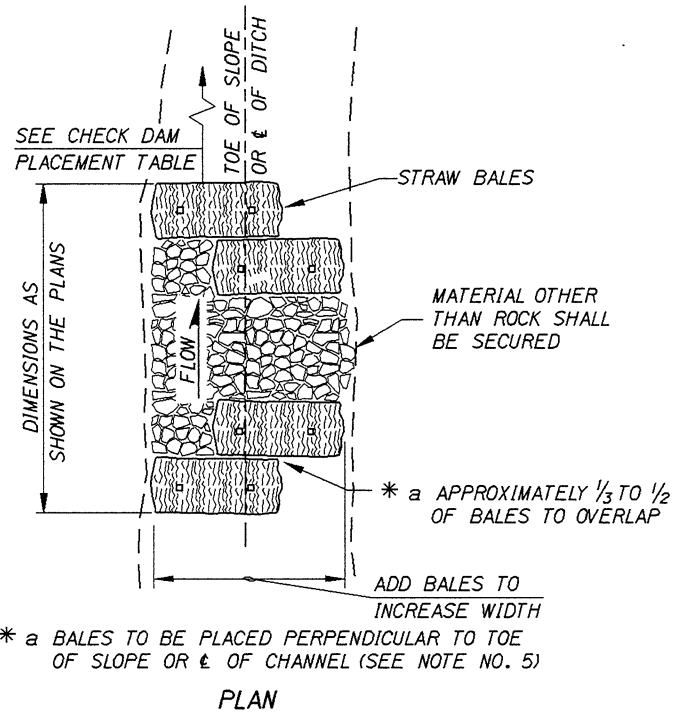 TOE OF SLOPE
OR ℄ OF DITCH
SEE CHECK DAM
PLACEMENT TABLE
STRAW BALES
DIMENSIONS AS
SHOWN ON THE PLANS
FLOW
MATERIAL OTHER
THAN ROCK SHALL
BE SECURED
* a APPROXIMATELY 1/3 TO 1/2
OF BALES TO OVERLAP
ADD BALES TO
INCREASE WIDTH
* a BALES TO BE PLACED PERPENDICULAR TO TOE
OF SLOPE OR ℄ OF CHANNEL (SEE NOTE NO. 5)
PLAN